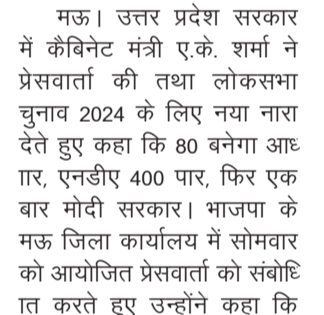 मऊ। उत्तर प्रदेश सरकार
में कैबिनेट मंत्री ए.के. शर्मा ने
प्रेसवार्ता की तथा लोकसभा
चुनाव 2024 के लिए नया नारा
देते हुए कहा कि 80 बनेगा आध
ाार, एनडीए 400 पार, फिर एक
बार मोदी सरकार। भाजपा के
मऊ जिला कार्यालय में सोमवार
को आयोजित प्रेसवार्ता को संबोधि
ात करते हुए उन्होंने कहा कि